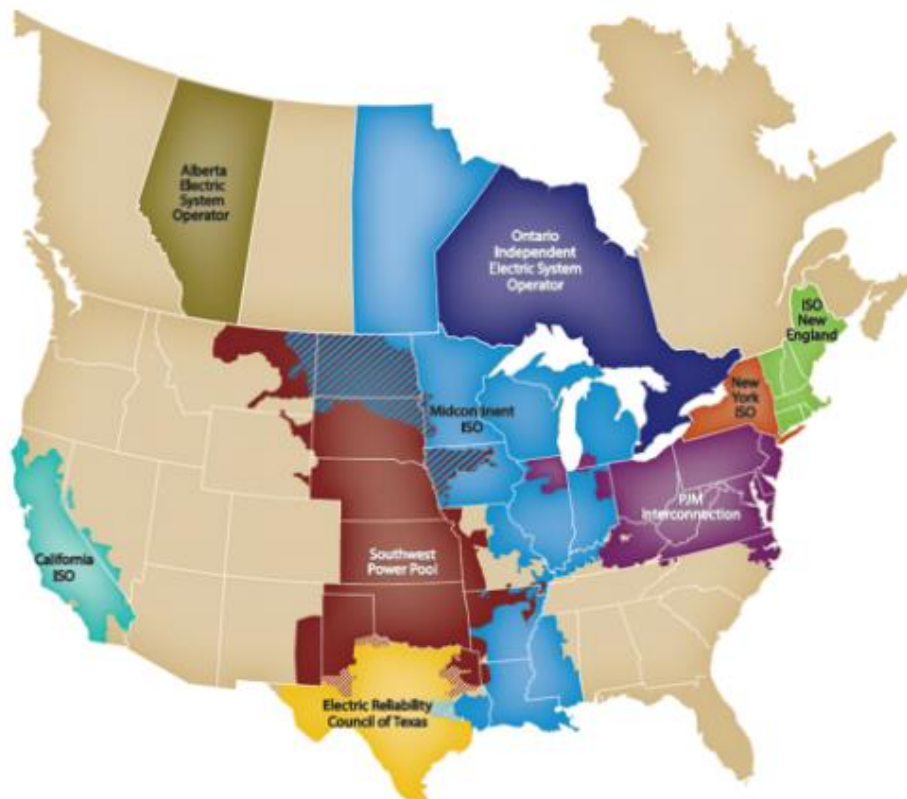 Alberta
Electric
System
Operator
Ontario
Independent
Electric System
Operator
ISO
New
England
New
York
ISO
Midcontinent
ISO
PJM
Interconnection
California
ISO
Southwest
Power Pool
Electric Reliability
Council of Texas